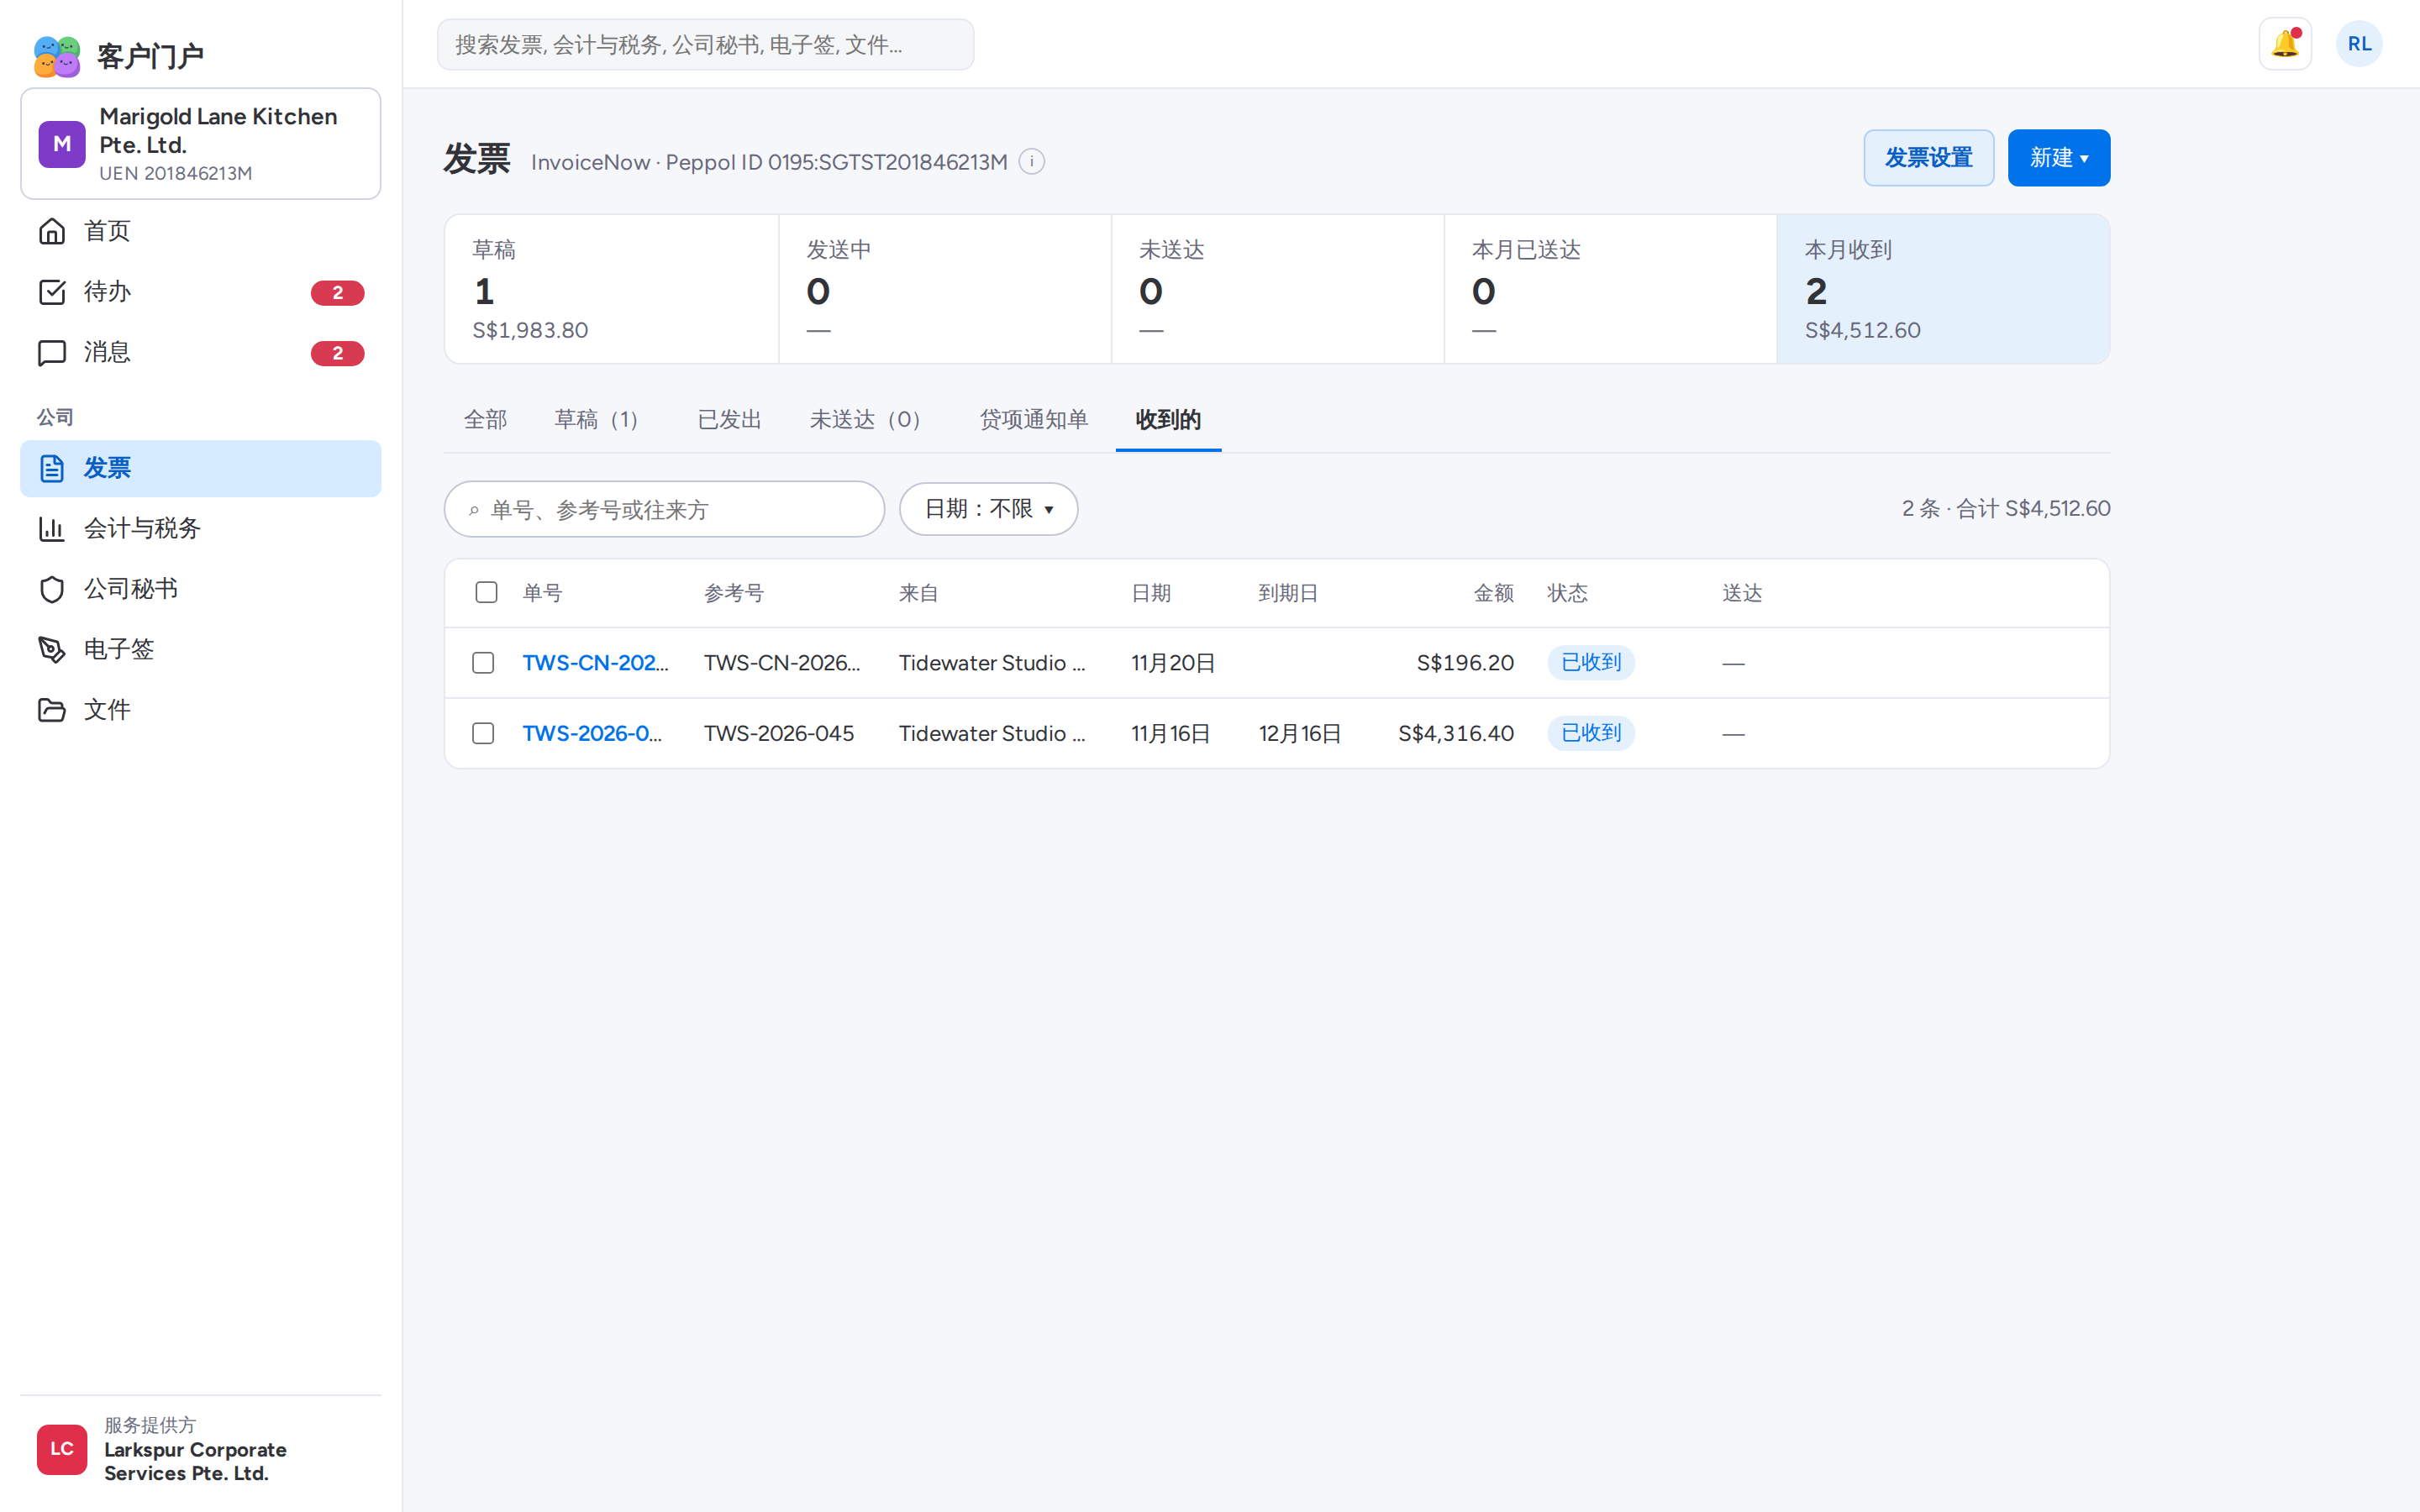 客户门户
M
Marigold Lane Kitchen
Pte. Ltd.
UEN 201846213M
首页
待办
2
消息
2
公司
发票
会计与税务
公司秘书
电子签
文件
LC
服务提供方
Larkspur Corporate
Services Pte. Ltd.
搜索发票, 会计与税务, 公司秘书, 电子签, 文件...
RL
发票
InvoiceNow · Peppol ID 0195:SGTST201846213M
i
发票设置
新建 ▾
草稿
1
S$1,983.80
发送中
0
—
未送达
0
—
本月已送达
0
—
本月收到
2
S$4,512.60
全部
草稿（1）
已发出
未送达（0）
贷项通知单
收到的
单号、参考号或往来方
日期：不限 ▾
2 条 · 合计 S$4,512.60
单号 参考号 来自 日期 到期日 金额 状态 送达
TWS-CN-202... TWS-CN-2026... Tidewater Studio ... 11月20日 S$196.20 已收到 —
TWS-2026-0... TWS-2026-045 Tidewater Studio ... 11月16日 12月16日 S$4,316.40 已收到 —